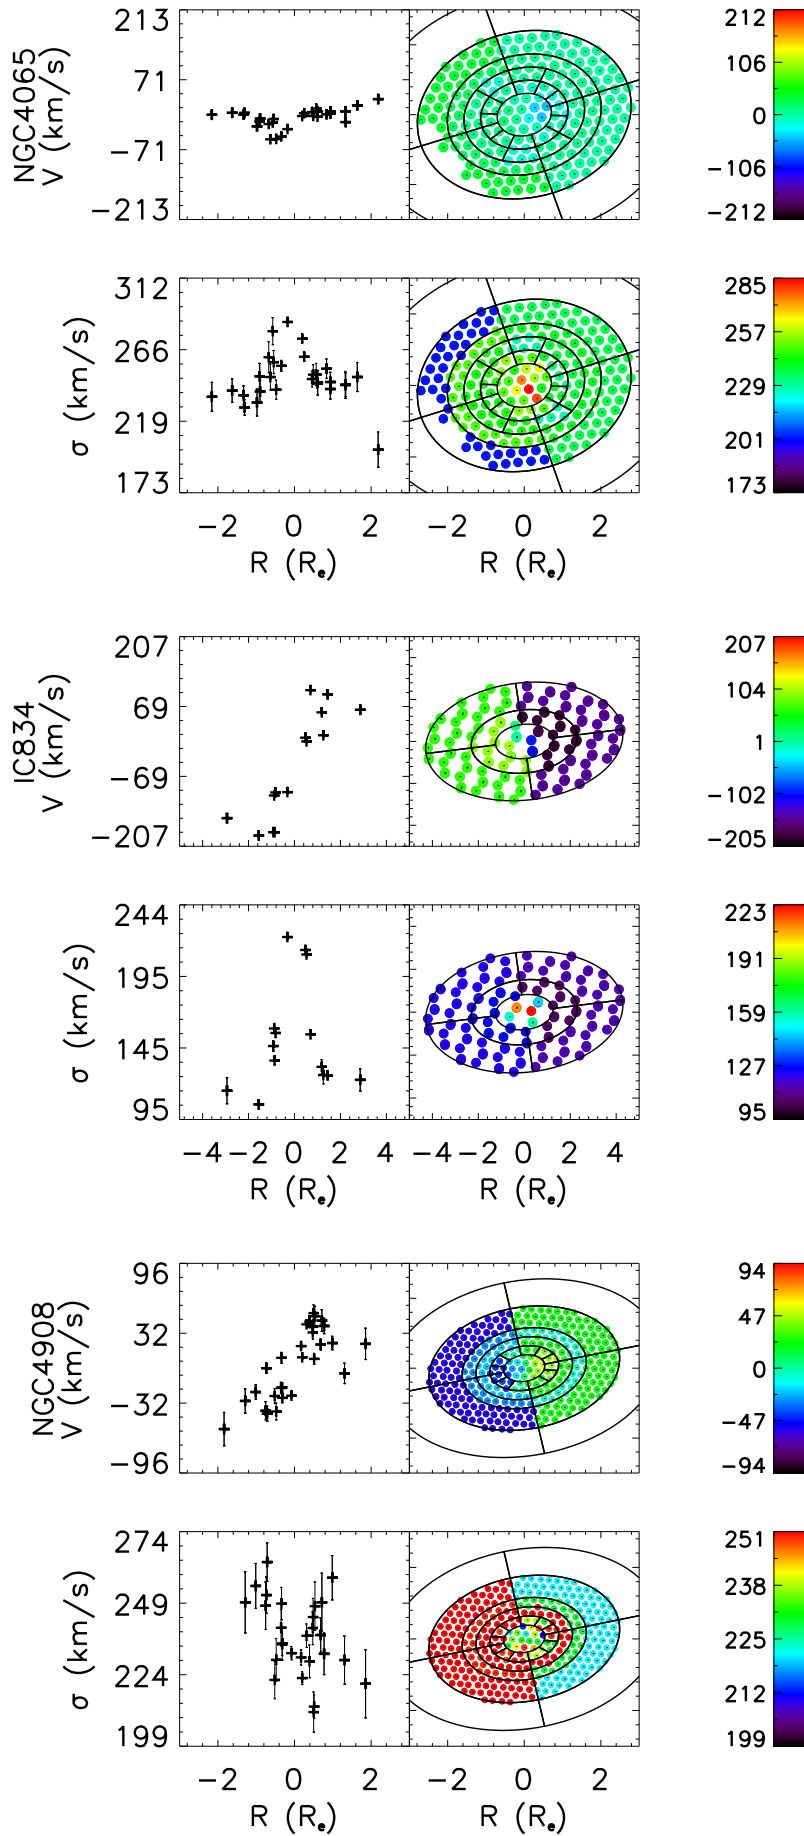 NGC4065
V (km/s)
213
71
−71
−213
212
106
0
−106
−212
σ (km/s)
312
266
219
173
285
257
229
201
173
−2 0 2
−2 0 2
R (Re)
R (Re)
IC834
V (km/s)
207
69
−69
−207
207
104
1
−102
−205
σ (km/s)
244
195
145
95
223
191
159
127
95
−4 −2 0 2 4
−4 −2 0 2 4
R (Re)
R (Re)
NGC4908
V (km/s)
96
32
−32
−96
94
47
0
−47
−94
σ (km/s)
274
249
224
199
251
238
225
212
199
−2 0 2
−2 0 2
R (Re)
R (Re)